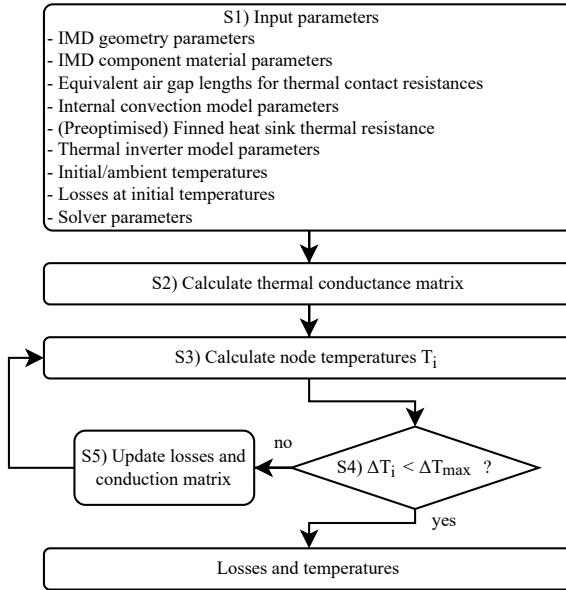 S1) Input parameters
- IMD geometry parameters
- IMD component material parameters
- Equivalent air gap lengths for thermal contact resistances
- Internal convection model parameters
- (Preoptimised) Finned heat sink thermal resistance
- Thermal inverter model parameters
- Initial/ambient temperatures
- Losses at initial temperatures
- Solver parameters
S2) Calculate thermal conductance matrix
S3) Calculate node temperatures Ti
no
S5) Update losses and
conduction matrix
S4) ΔTi < ΔTmax ?
yes
Losses and temperatures